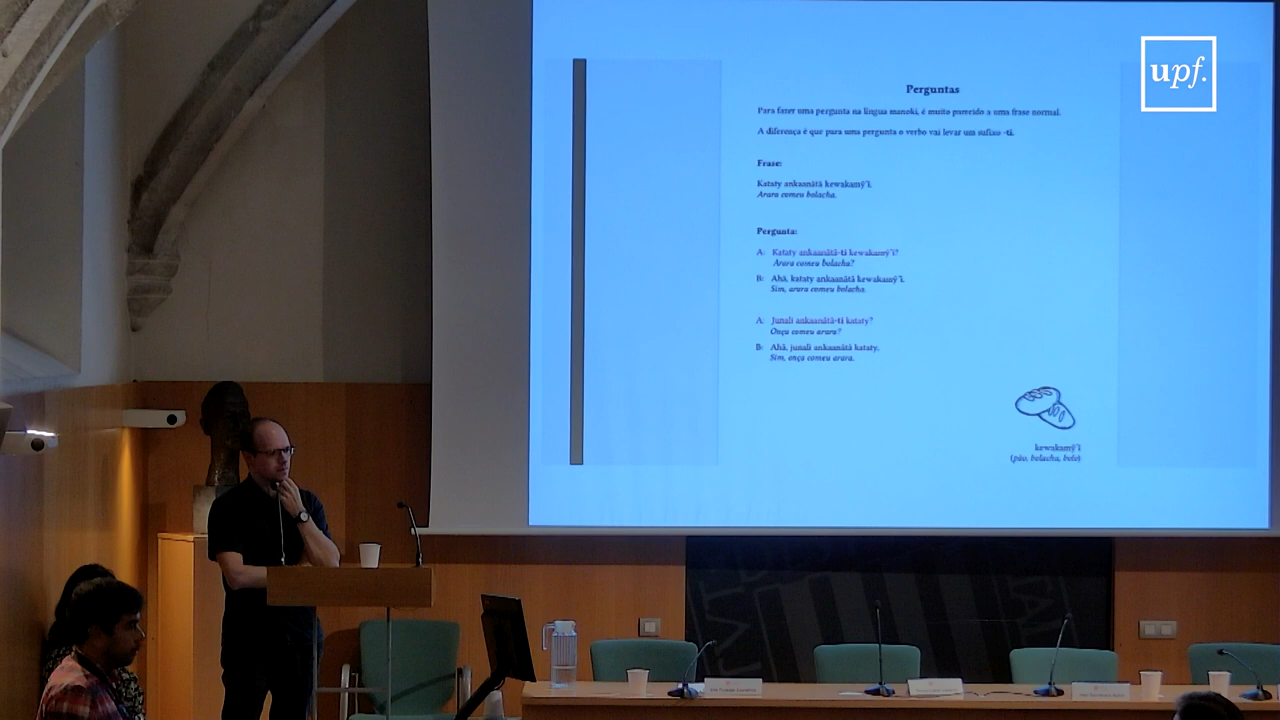 upf.
Perguntas
Para fazer uma pergunta na língua manoki, é muito parecido a uma frase normal.
A diferença é que para uma pergunta o verbo vai levar um sufixo -ti.
Frase:
Kataty ankaanãtã kewakamỹ'ĩ.
Arara comeu bolacha.
Pergunta:
A: Kataty ankaanãtã-ti kewakamỹ'ĩ?
Arara comeu bolacha?
B: Ahã, kataty ankaanãtã kewakamỹ'ĩ.
Sim, arara comeu bolacha.
A: Junali ankaanãtã-ti kataty?
Onça comeu arara?
B: Ahã, junali ankaanãtã kataty.
Sim, onça comeu arara.
kewakamỹ'ĩ
(pão, bolacha, bolo)